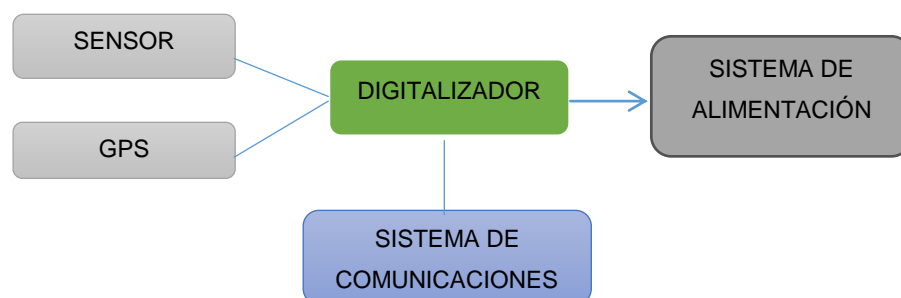 SENSOR
GPS
DIGITALIZADOR
SISTEMA DE
ALIMENTACIÓN
SISTEMA DE
COMUNICACIONES